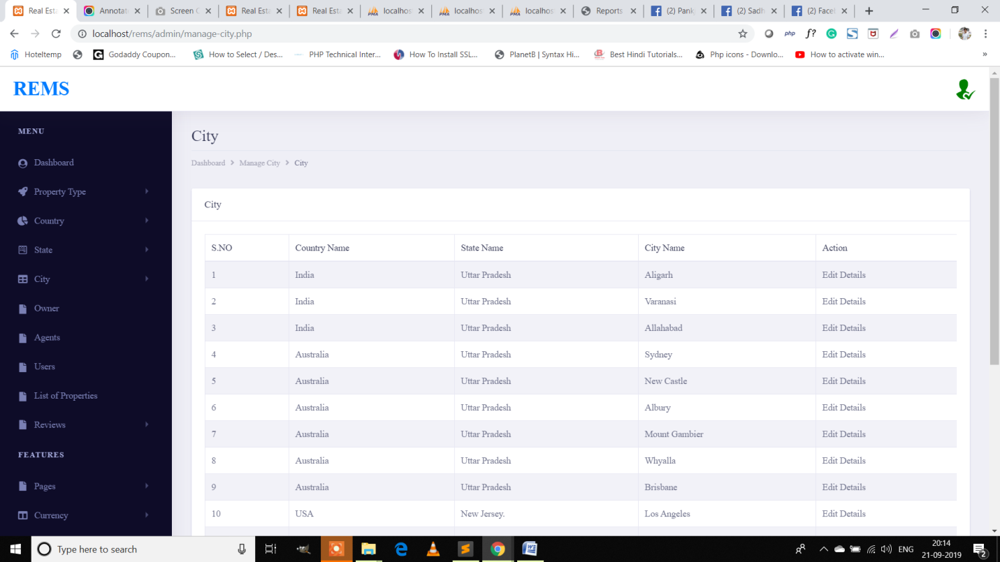 Real Esta
Annotat
Screen C
Real Esta
Real Esta
localhos
localhos
localhos
Reports
(2) Pank
(2) Sadh
(2) Facel
localhost/rems/admin/manage-city.php
php
f?
Hoteltemp
Godaddy Coupon...
How to Select / Des...
PHP Technical Inter...
How To Install SSL...
PlanetB | Syntax Hi...
Best Hindi Tutorials...
Php icons - Downlo...
How to activate win...
»
REMS
MENU
Dashboard
Property Type
Country
State
City
Owner
Agents
Users
List of Properties
Reviews
FEATURES
Pages
Currency
City
Dashboard > Manage City > City
City
S.NO Country Name State Name City Name Action
1 India Uttar Pradesh Aligarh Edit Details
2 India Uttar Pradesh Varanasi Edit Details
3 India Uttar Pradesh Allahabad Edit Details
4 Australia Uttar Pradesh Sydney Edit Details
5 Australia Uttar Pradesh New Castle Edit Details
6 Australia Uttar Pradesh Albury Edit Details
7 Australia Uttar Pradesh Mount Gambier Edit Details
8 Australia Uttar Pradesh Whyalla Edit Details
9 Australia Uttar Pradesh Brisbane Edit Details
10 USA New Jersey. Los Angeles Edit Details
Type here to search
ENG
20:14
21-09-2019
2